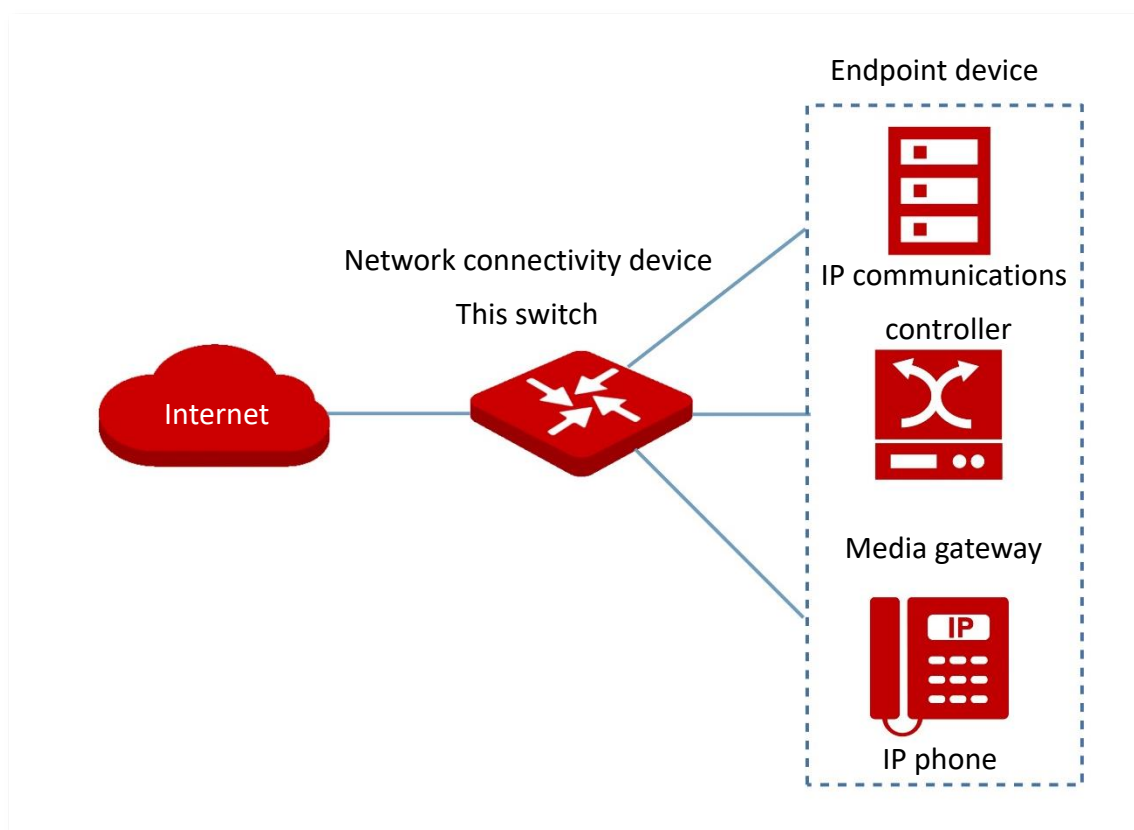 Endpoint device
Network connectivity device
This switch
Internet
IP communications
controller
Media gateway
IP
IP phone